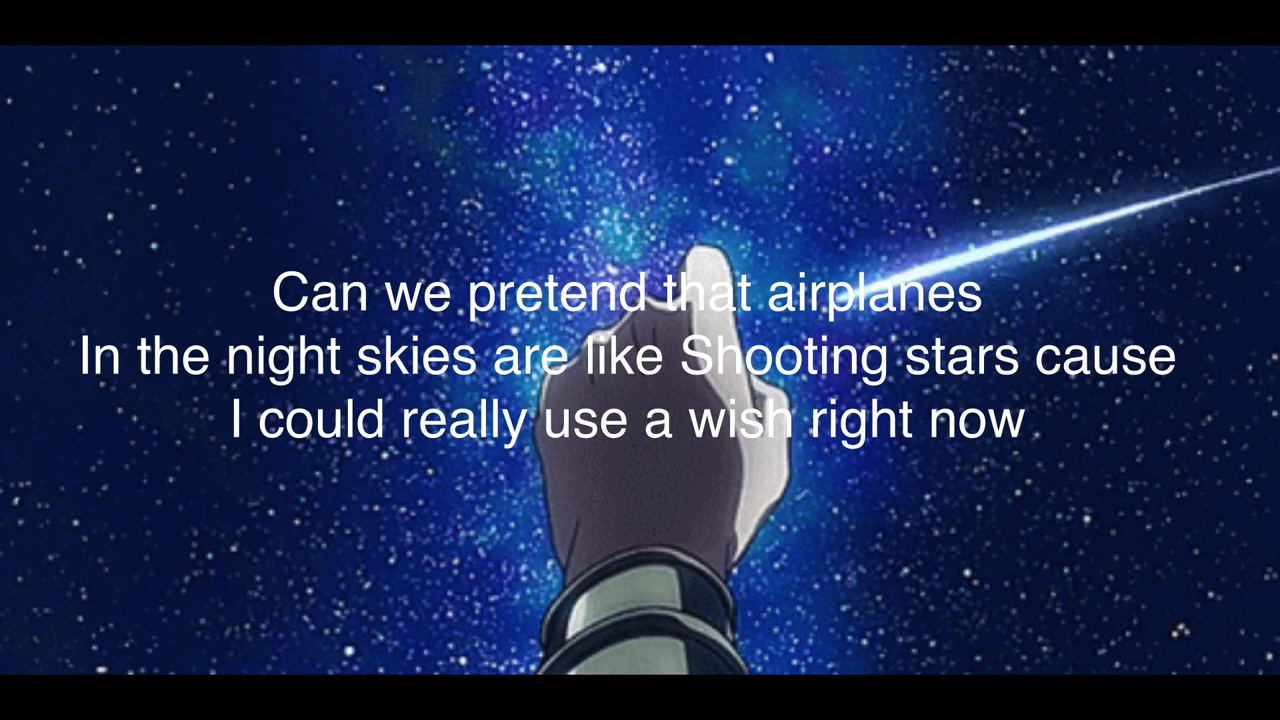 Can we pretend that airplanes
In the night skies are like Shooting stars cause
I could really use a wish right now